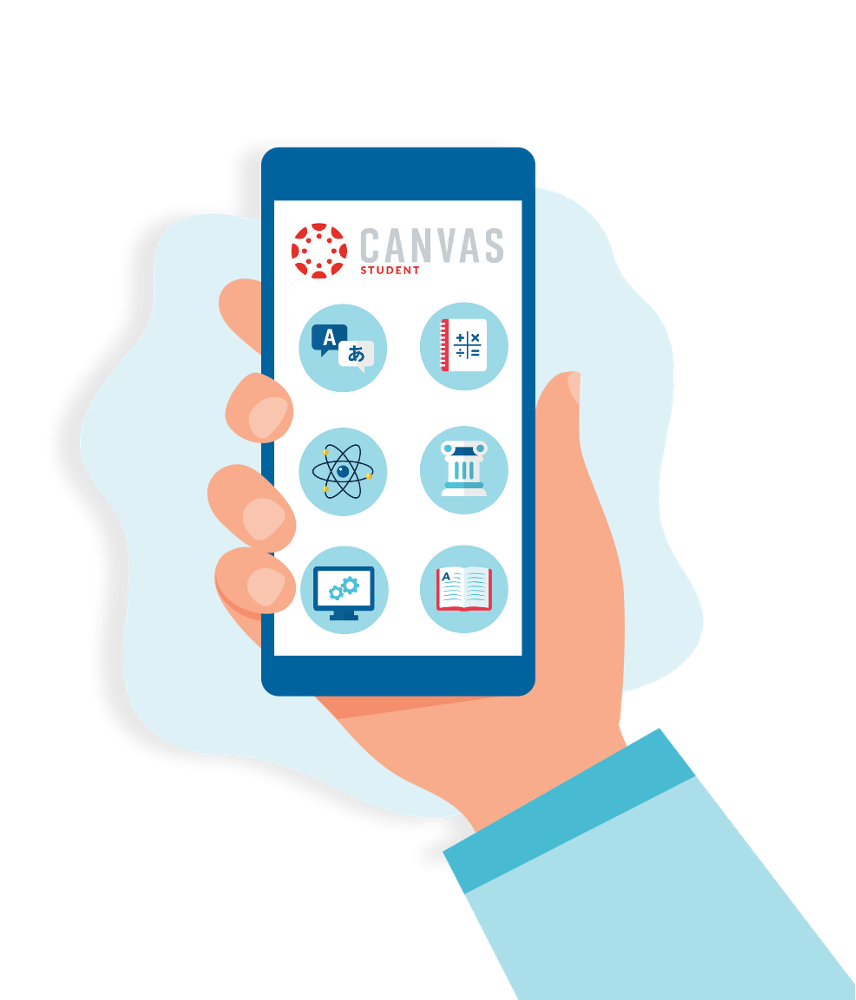 CANVAS
STUDENT
A
あ
+ ×
÷ =
A